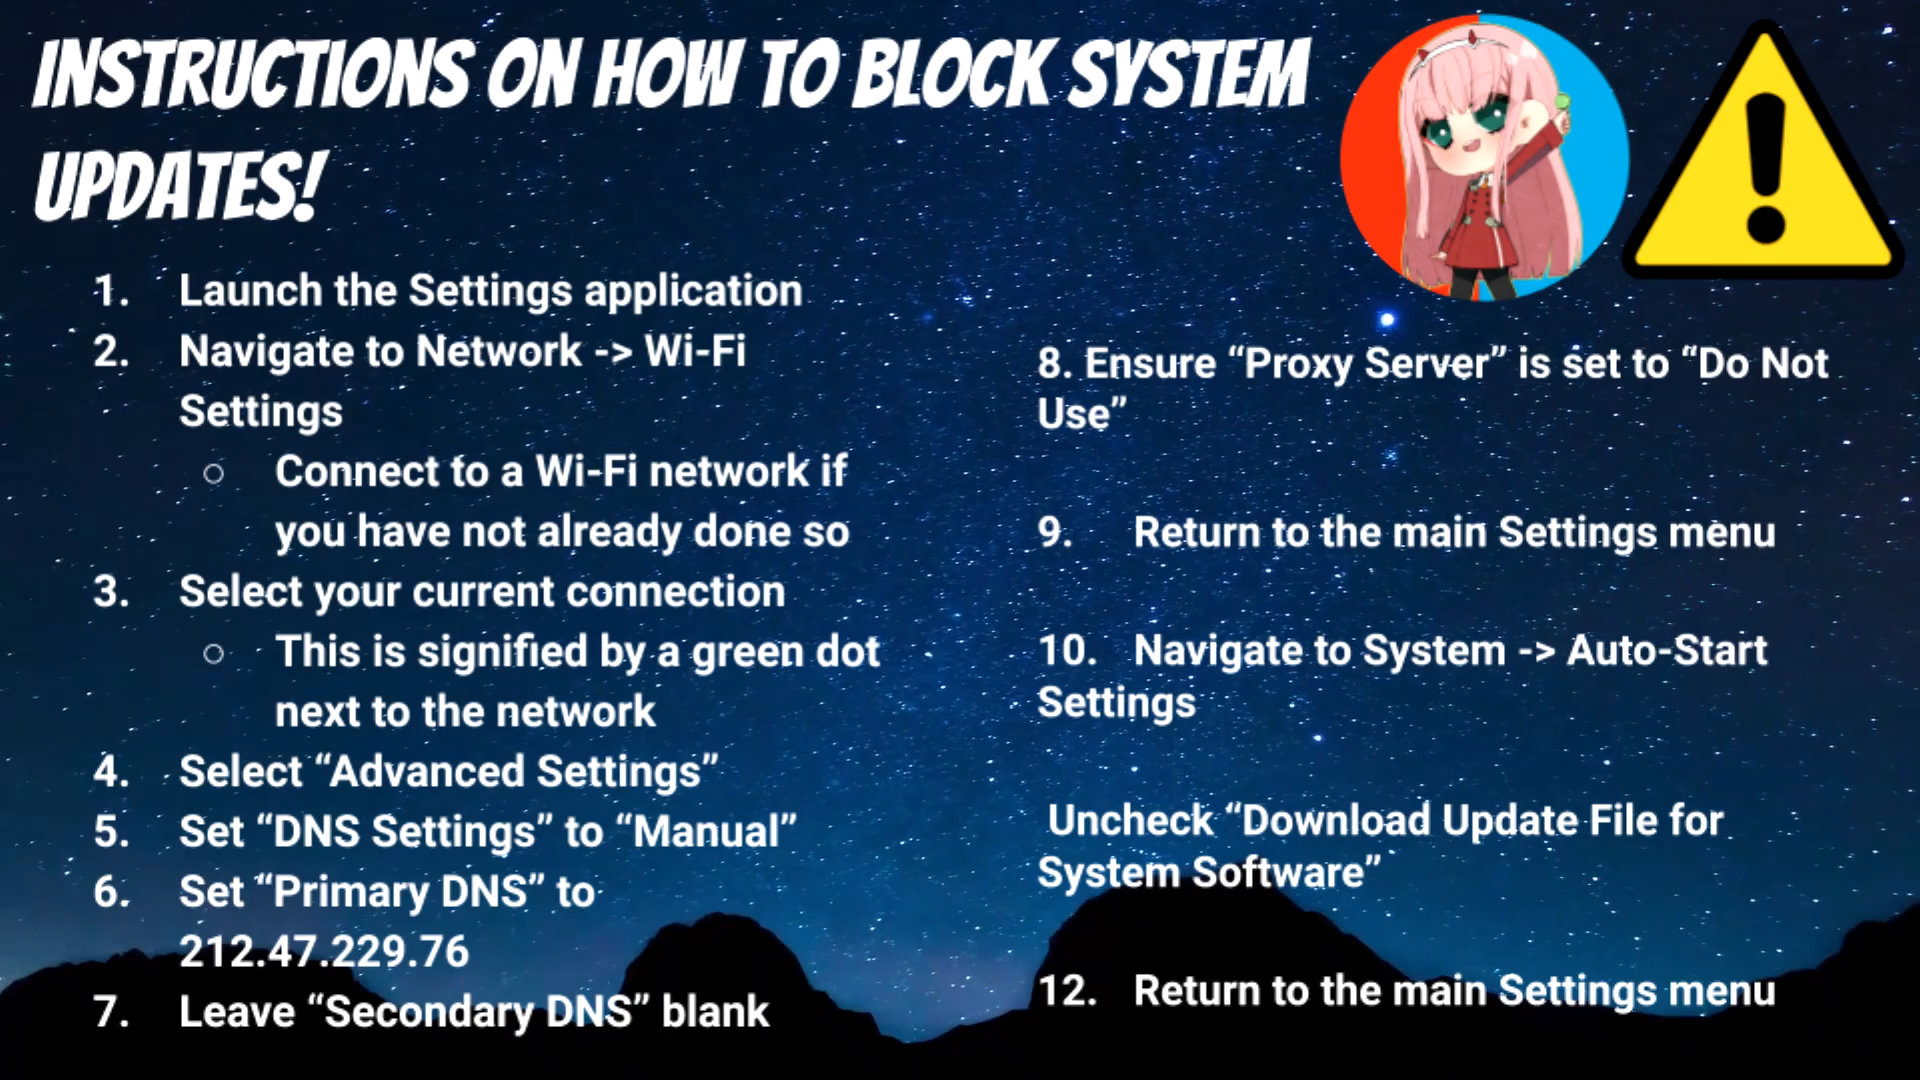 INSTRUCTIONS ON HOW TO BLOCK SYSTEM
UPDATES!
1. Launch the Settings application
2. Navigate to Network -> Wi-Fi
Settings
○ Connect to a Wi-Fi network if
you have not already done so
3. Select your current connection
○ This is signified by a green dot
next to the network
4. Select “Advanced Settings”
5. Set “DNS Settings” to “Manual”
6. Set “Primary DNS” to
212.47.229.76
7. Leave “Secondary DNS” blank
8. Ensure “Proxy Server” is set to “Do Not
Use”
9. Return to the main Settings menu
10. Navigate to System -> Auto-Start
Settings
Uncheck “Download Update File for
System Software”
12. Return to the main Settings menu